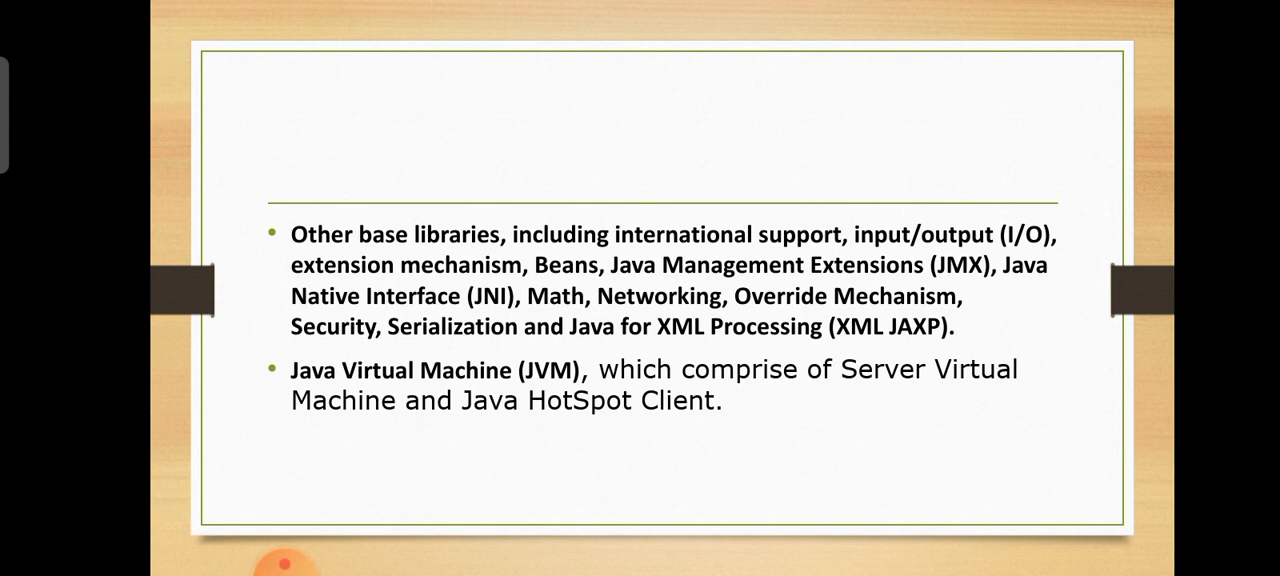 • Other base libraries, including international support, input/output (I/O),
extension mechanism, Beans, Java Management Extensions (JMX), Java
Native Interface (JNI), Math, Networking, Override Mechanism,
Security, Serialization and Java for XML Processing (XML JAXP).
• Java Virtual Machine (JVM), which comprise of Server Virtual
Machine and Java HotSpot Client.